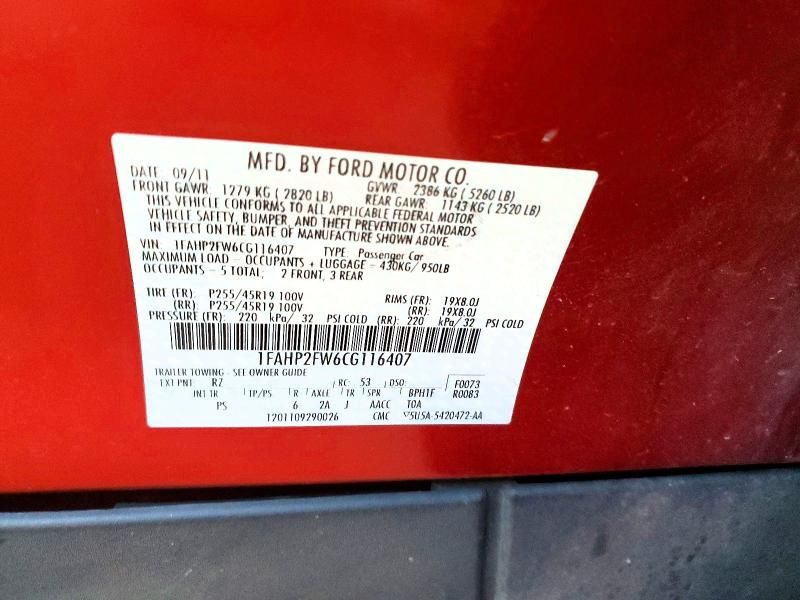 MFD. BY FORD MOTOR CO.
DATE: 09/11 GVWR: 2386 KG ( 5260 LB)
FRONT GAWR: 1279 KG ( 2820 LB) REAR GAWR: 1143 KG ( 2520 LB)
THIS VEHICLE CONFORMS TO ALL APPLICABLE FEDERAL MOTOR
VEHICLE SAFETY, BUMPER, AND THEFT PREVENTION STANDARDS
IN EFFECT ON THE DATE OF MANUFACTURE SHOWN ABOVE.
VIN: 1FAHP2FW6CG116407 TYPE: Passenger Car
MAXIMUM LOAD - OCCUPANTS + LUGGAGE - 430KG/ 950LB
OCCUPANTS - 5 TOTAL; 2 FRONT, 3 REAR
TIRE (FR): P255/45R19 100V RIMS (FR): 19X8.0J
(RR): P255/45R19 100V (RR): 19X8.0J
PRESSURE (FR): 220 kPa/ 32 PSI COLD (RR): 220 kPa/ 32 PSI COLD
1FAHP2FW6CG116407
TRAILER TOWING - SEE OWNER GUIDE
EXT PNT RZ RC: 53 DSO: F0073
INT TR TP/PS R AXLE TR SPR BPH1F R0083
PS 6 2A J AACC TOA
1201109290026 CMC 5U5A-5420472-AA